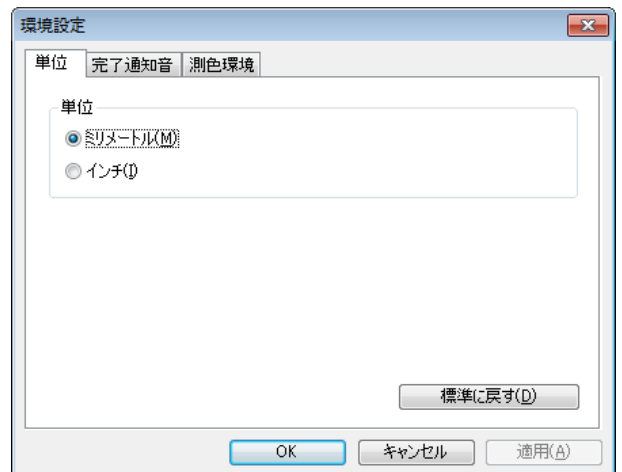 環境設定
単位 完了通知音 測色環境
単位
ミリメートル(M)
インチ(I)
標準に戻す(D)
OK キャンセル 適用(A)